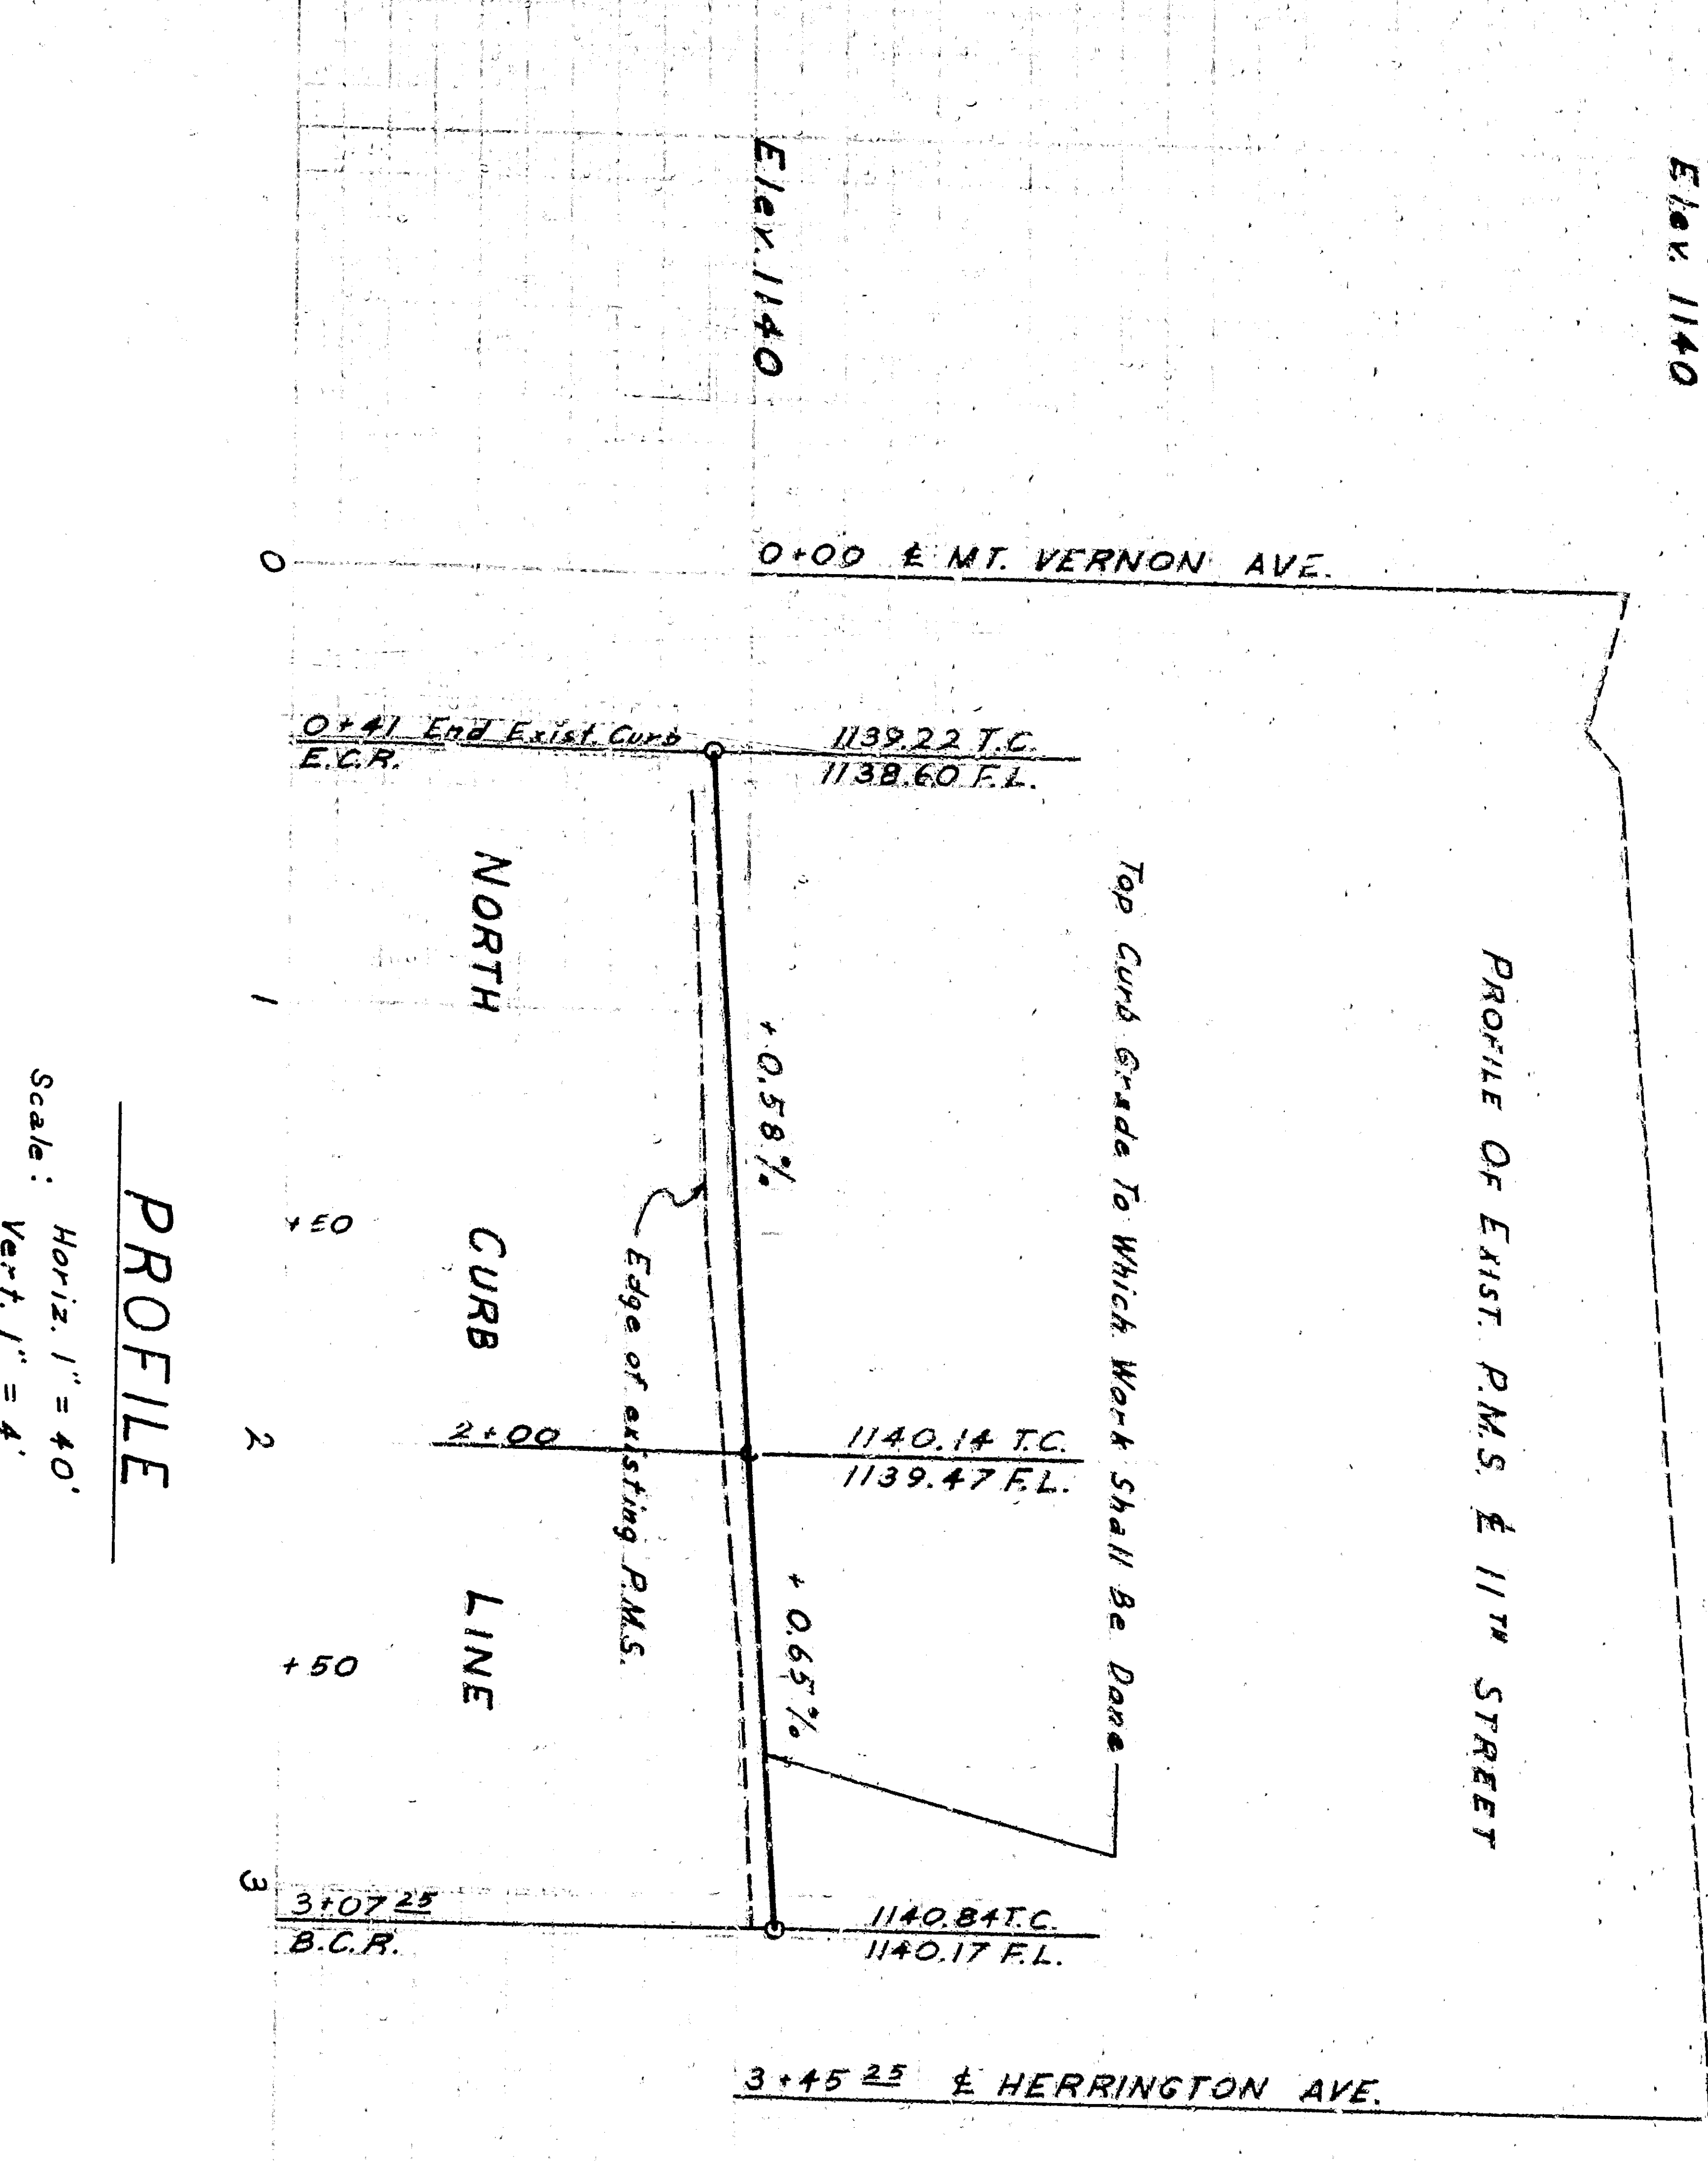 Elev. 1140
Elev. 1140
0+00 ℄ MT. VERNON AVE.
0
0+41 End Exist. Curb
E.C.R.
1139.22 T.C.
1138.60 F.L.
PROFILE OF EXIST. P.M.S. ℄ 11TH STREET
Top Curb Grade To Which Work Shall Be Done
+0.58%
+0.65%
Edge of existing P.M.S.
NORTH CURB LINE
1
+50
2
2+00
1140.14 T.C.
1139.47 F.L.
+50
3
3+07 25
B.C.R.
1140.84 T.C.
1140.17 F.L.
3+45 25 ℄ HERRINGTON AVE.
PROFILE
Scale: Horiz. 1" = 40'
Vert. 1" = 4'